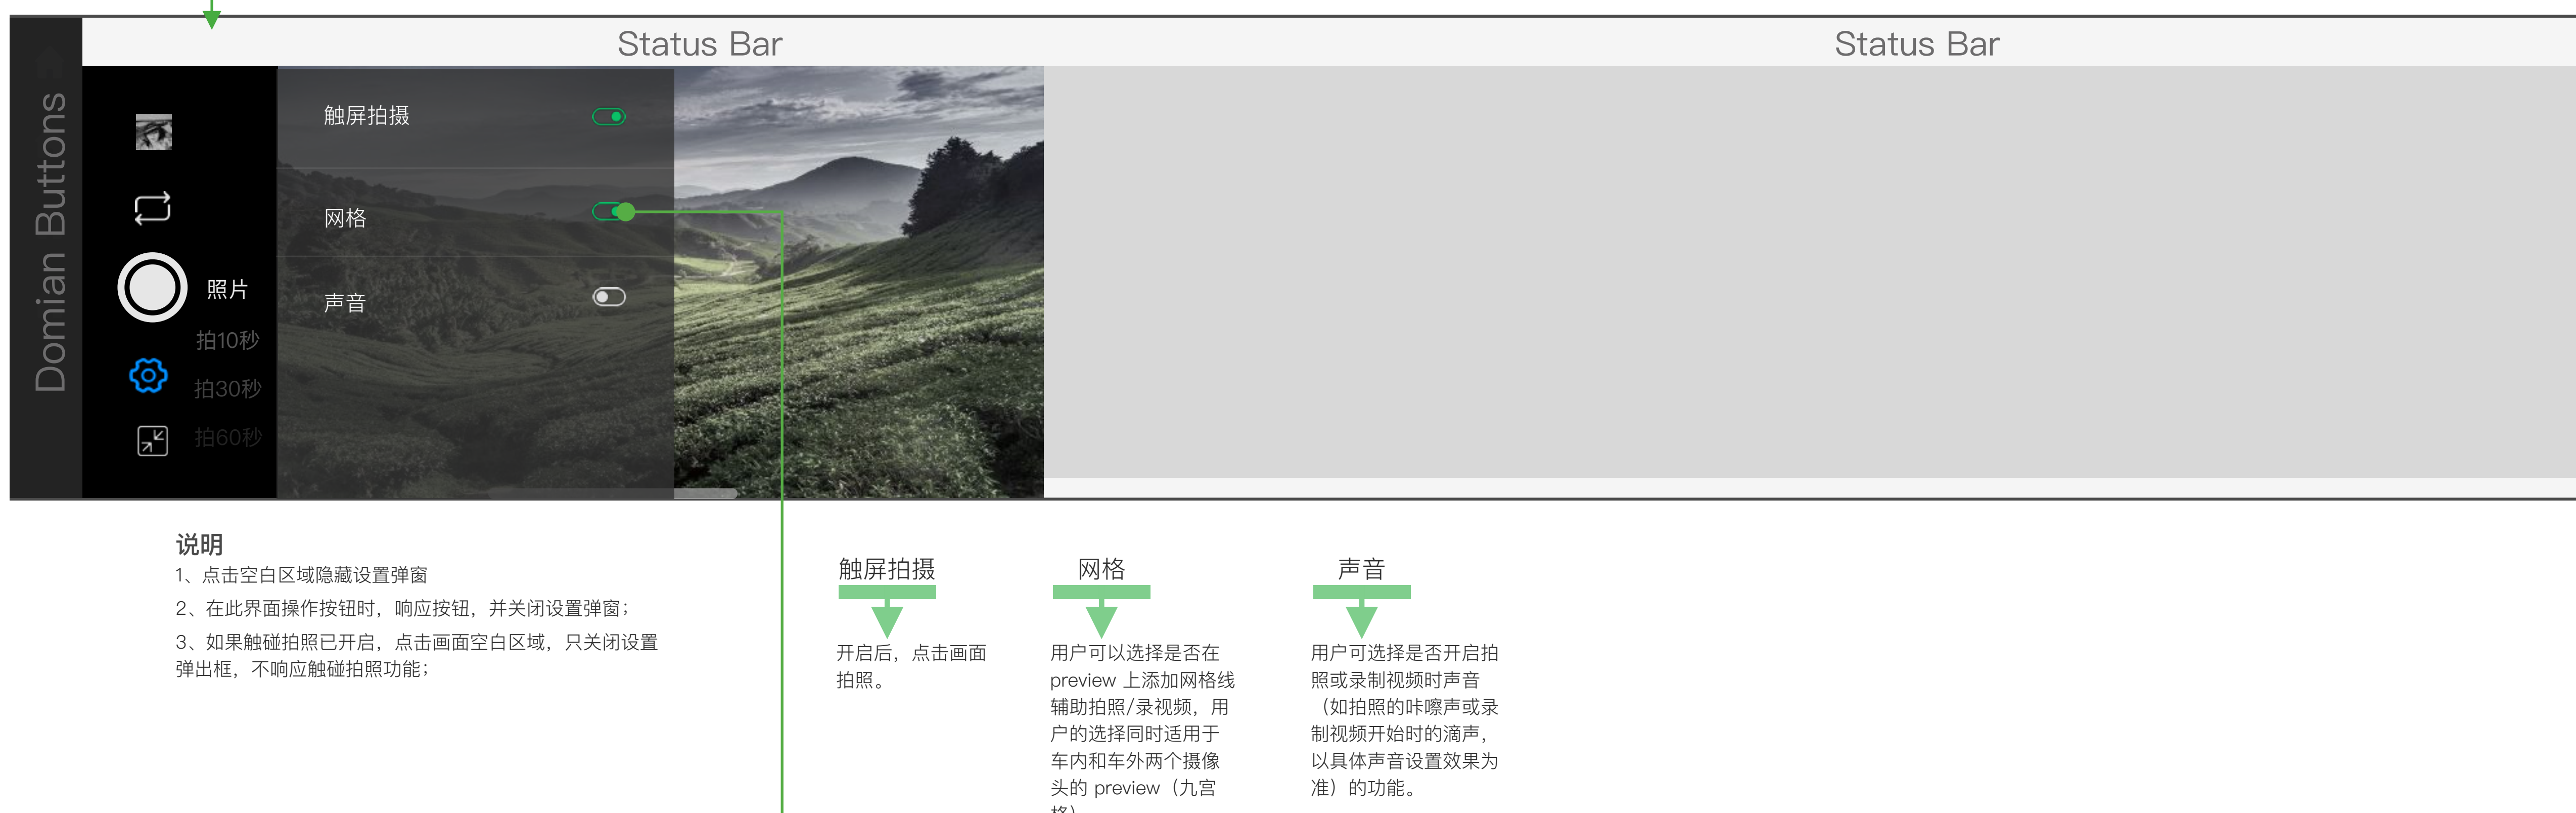 Status Bar
Status Bar
Domian Buttons
触屏拍摄
网格
声音
照片
拍10秒
拍30秒
拍60秒
说明
1、点击空白区域隐藏设置弹窗
2、在此界面操作按钮时，响应按钮，并关闭设置弹窗；
3、如果触碰拍照已开启，点击画面空白区域，只关闭设置
弹出框，不响应触碰拍照功能；
触屏拍摄
开启后，点击画面
拍照。
网格
用户可以选择是否在
preview 上添加网格线
辅助拍照/录视频，用
户的选择同时适用于
车内和车外两个摄像
头的 preview（九宫
格）
声音
用户可选择是否开启拍
照或录制视频时声音
（如拍照的咔嚓声或录
制视频开始时的滴声，
以具体声音设置效果为
准）的功能。